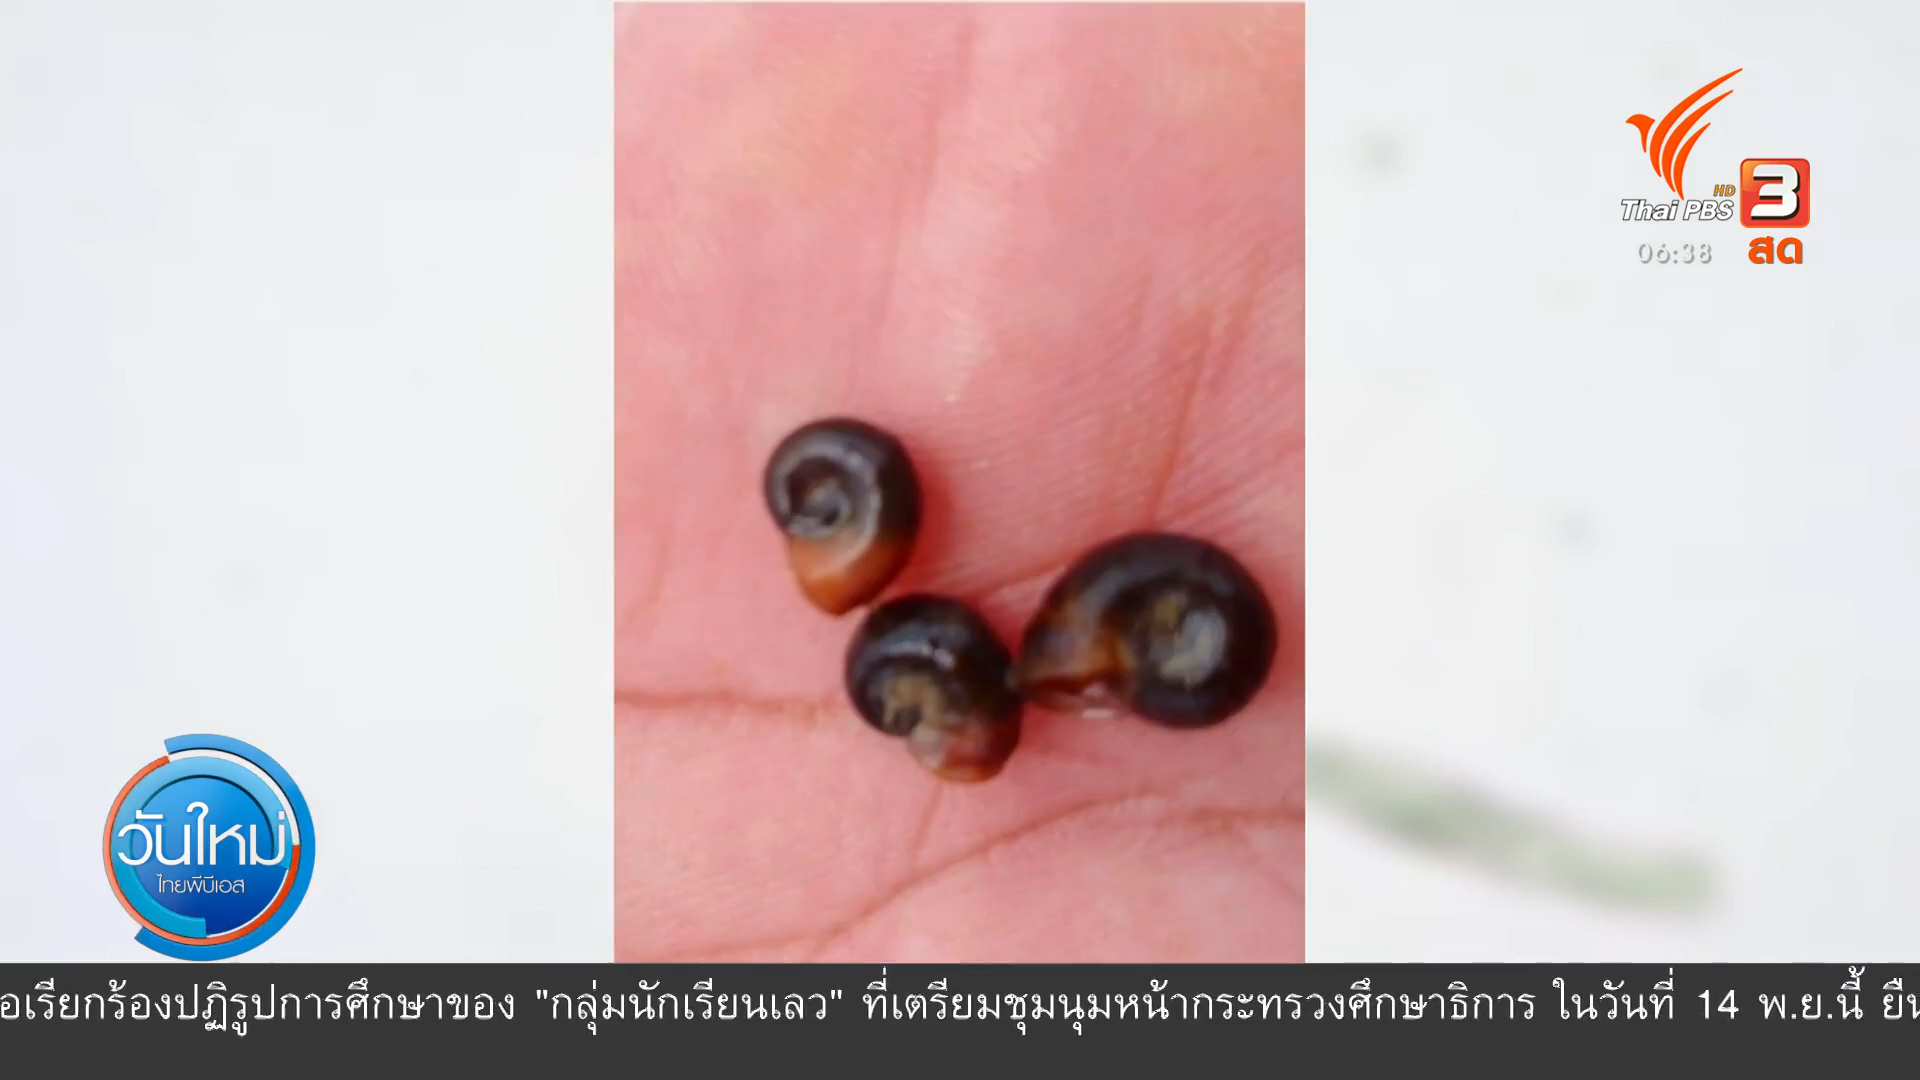 HD
Thai PBS 3
06:38 สด
วันใหม่
ไทยพีบีเอส
อเรียกร้องปฏิรูปการศึกษาของ "กลุ่มนักเรียนเลว" ที่เตรียมชุมนุมหน้ากระทรวงศึกษาธิการ ในวันที่ 14 พ.ย.นี้ ยืน